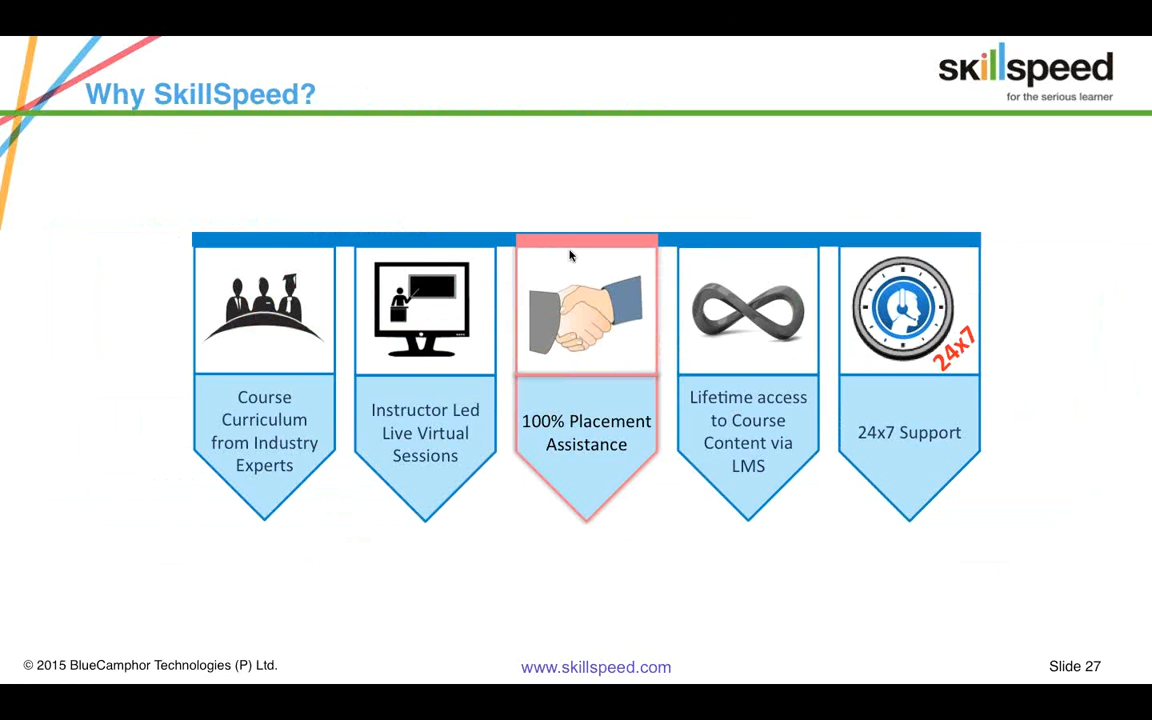 Why SkillSpeed?
skillspeed
for the serious learner
Course
Curriculum
from Industry
Experts
Instructor Led
Live Virtual
Sessions
100% Placement
Assistance
Lifetime access
to Course
Content via
LMS
24x7
24x7 Support
© 2015 BlueCamphor Technologies (P) Ltd.
www.skillspeed.com
Slide 27